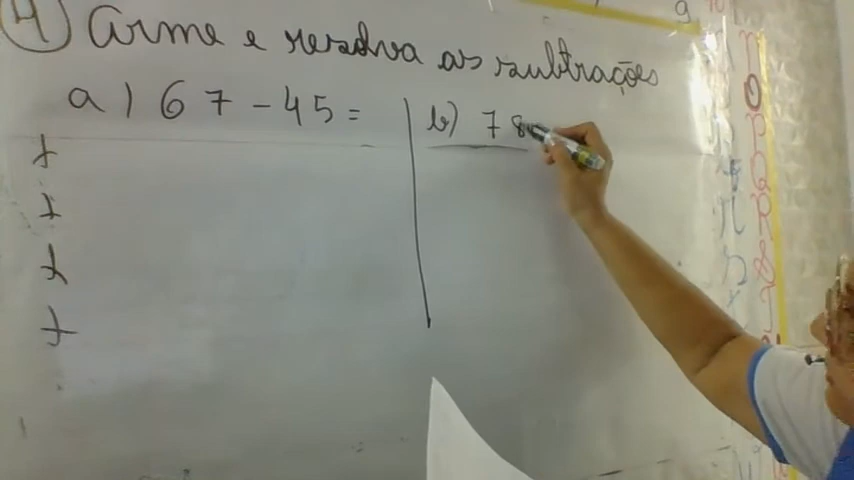 4) Arme e resolva as subtrações
a) 67 - 45 =
b) 78